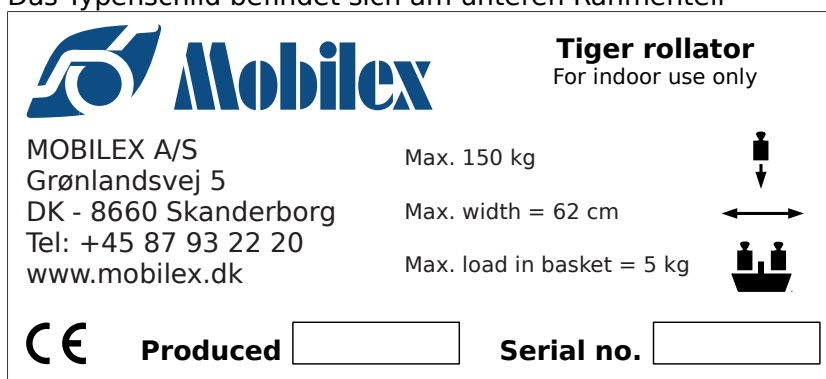 Das Typenschild befindet sich am unteren Rahmenteil
Mobilex
Tiger rollator
For indoor use only
MOBILEX A/S
Grønlandsvej 5
DK - 8660 Skanderborg
Tel: +45 87 93 22 20
www.mobilex.dk
Max. 150 kg
Max. width = 62 cm
Max. load in basket = 5 kg
CE Produced Serial no.